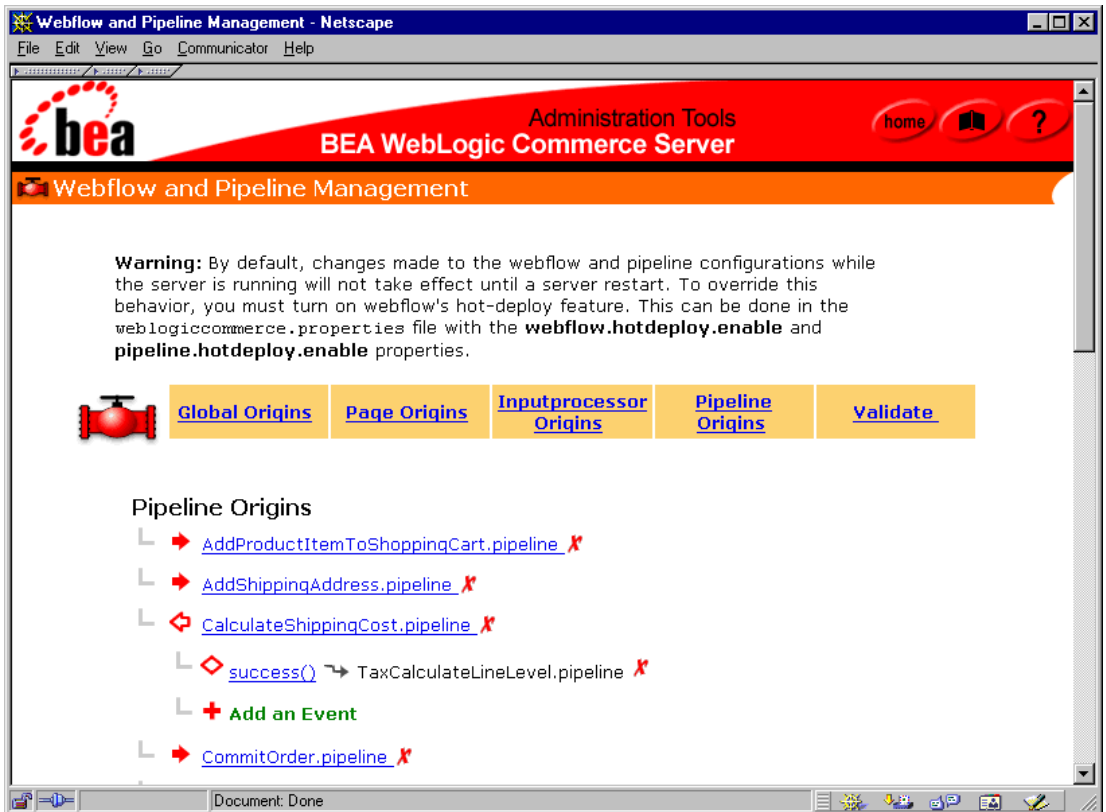 Webflow and Pipeline Management - Netscape
File Edit View Go Communicator Help
bea
Administration Tools
BEA WebLogic Commerce Server
home
?
Webflow and Pipeline Management
Warning: By default, changes made to the webflow and pipeline configurations while
the server is running will not take effect until a server restart. To override this
behavior, you must turn on webflow's hot-deploy feature. This can be done in the
weblogiccommerce.properties file with the webflow.hotdeploy.enable and
pipeline.hotdeploy.enable properties.
Global Origins
Page Origins
Inputprocessor
Origins
Pipeline
Origins
Validate
Pipeline Origins
AddProductItemToShoppingCart.pipeline
AddShippingAddress.pipeline
CalculateShippingCost.pipeline
success() TaxCalculateLineLevel.pipeline
Add an Event
CommitOrder.pipeline
Document: Done